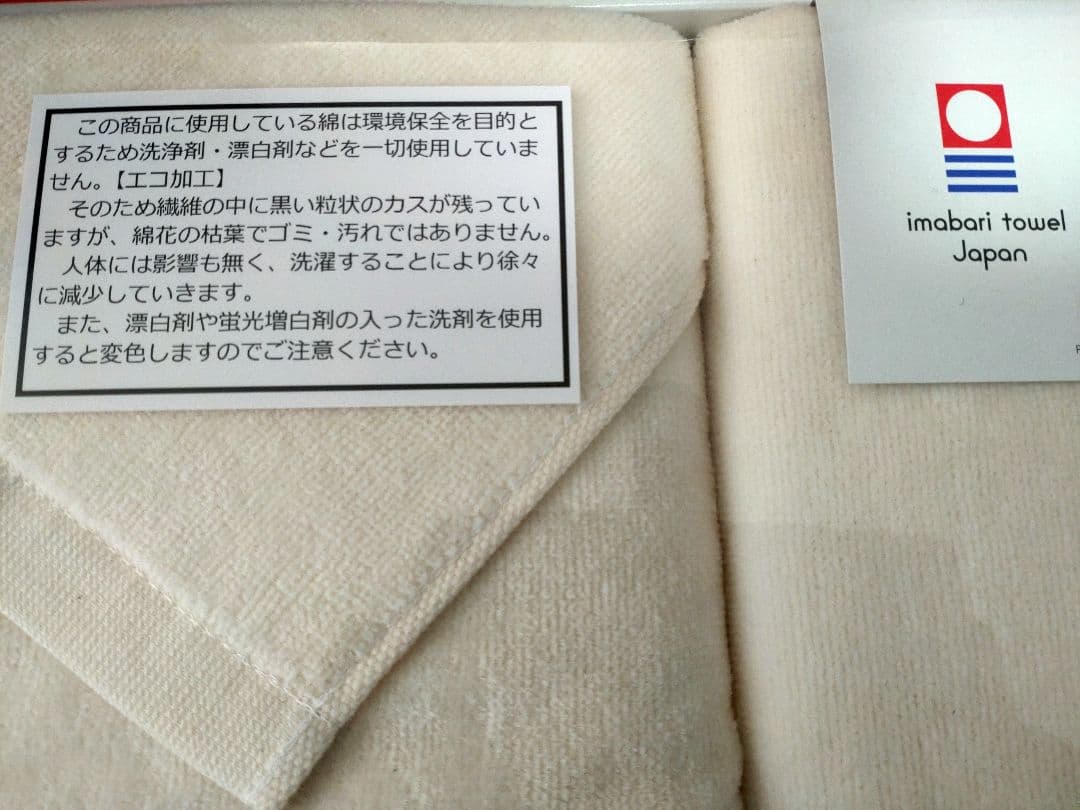 この商品に使用している綿は環境保全を目的と
するため洗浄剤・漂白剤などを一切使用していま
せん。【エコ加工】
そのため繊維の中に黒い粒状のカスが残ってい
ますが、綿花の枯葉でゴミ・汚れではありません。
人体には影響も無く、洗濯することにより徐々
に減少していきます。
また、漂白剤や蛍光増白剤の入った洗剤を使用
すると変色しますのでご注意ください。
imabari towel
Japan